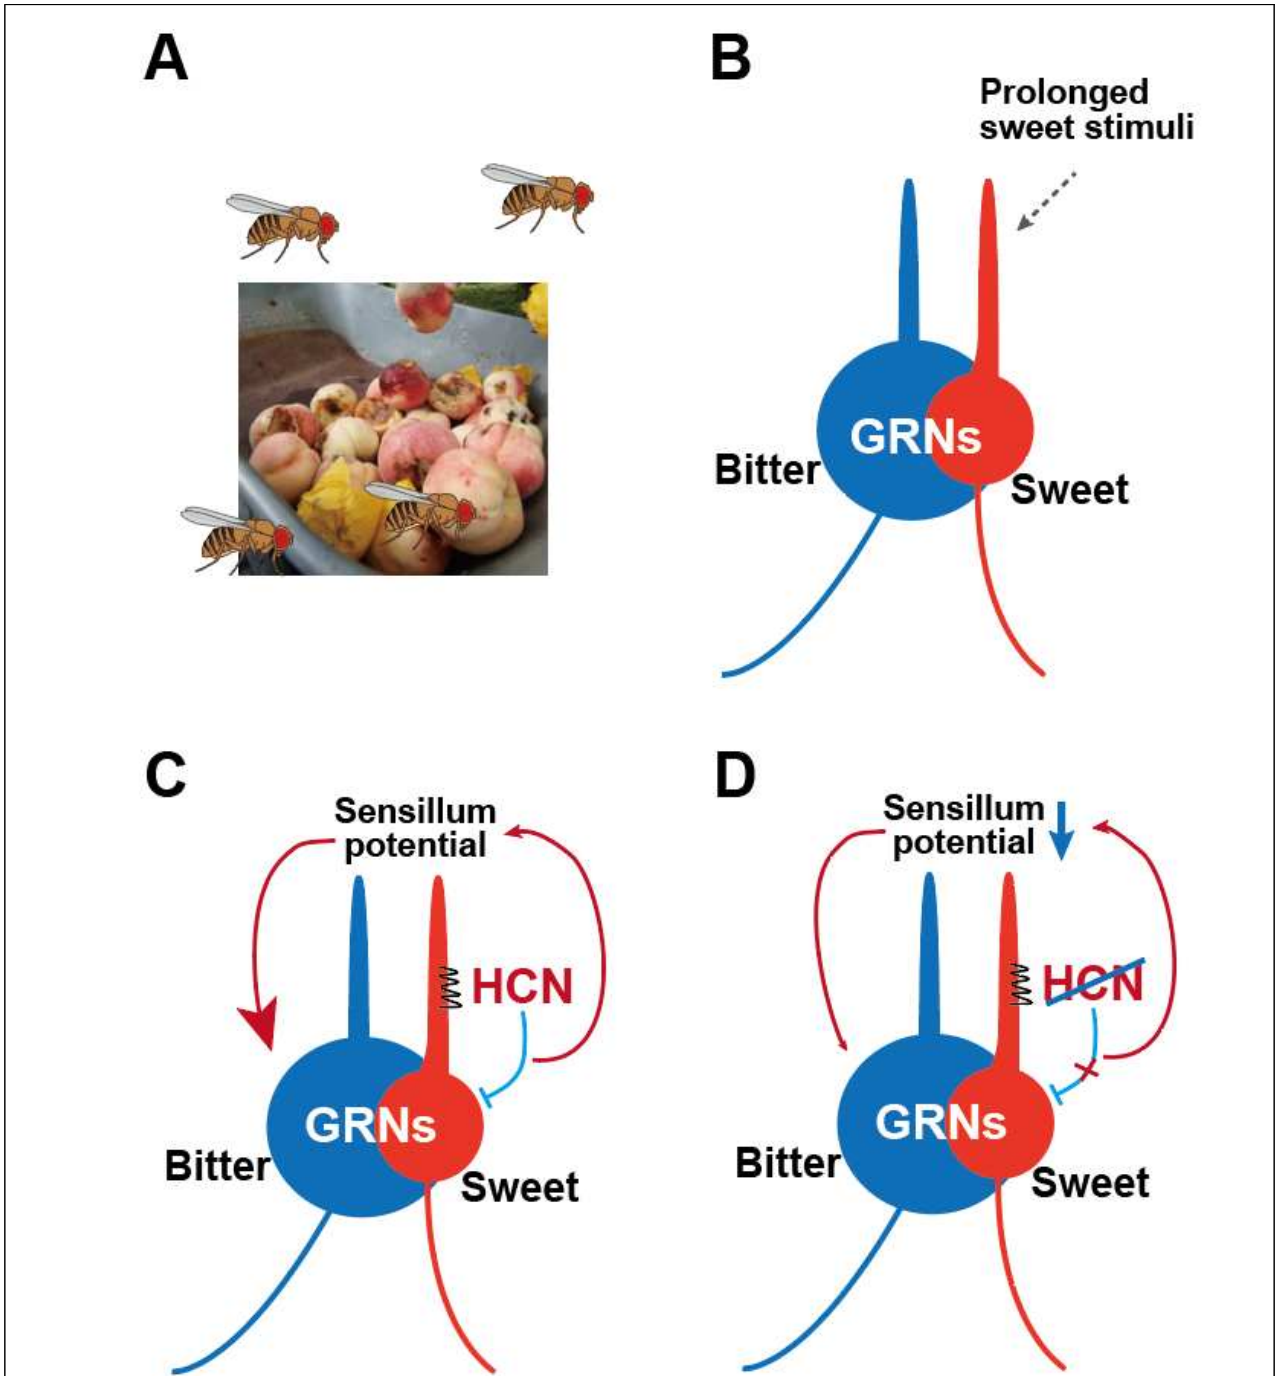 A
B
Prolonged
sweet stimuli
GRNs
Bitter
Sweet
C
Sensillum
potential
HCN
GRNs
Bitter
Sweet
D
Sensillum
potential
HCN
GRNs
Bitter
Sweet